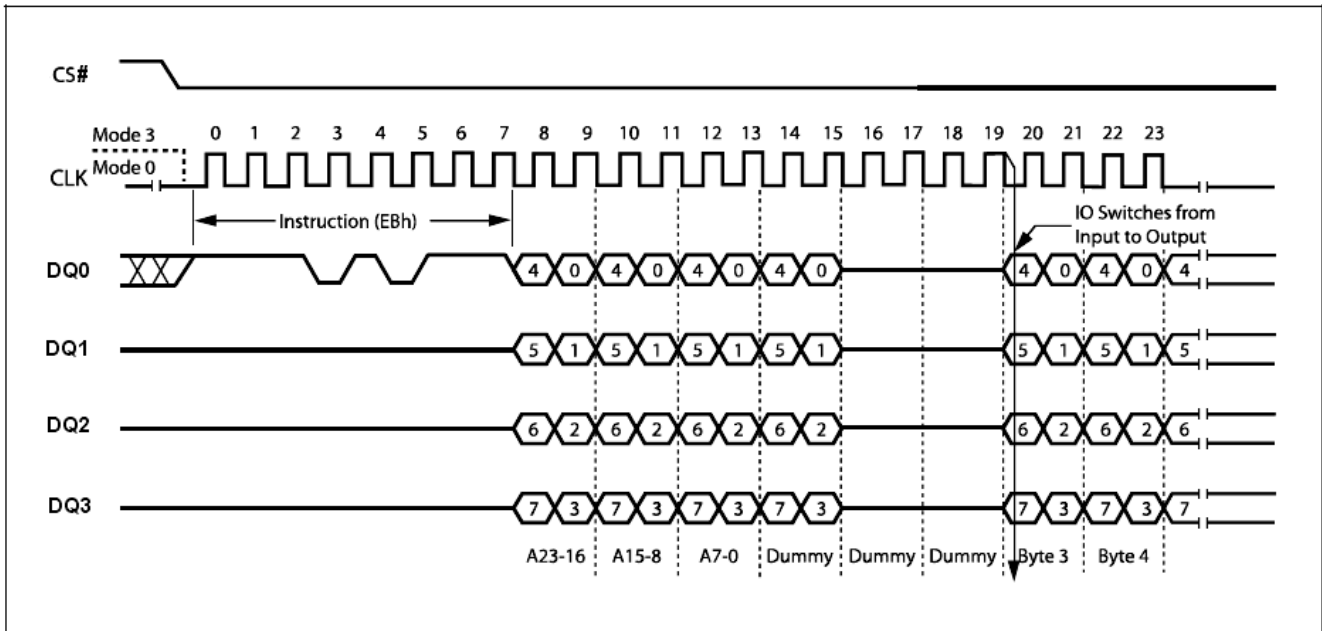 CS#
Mode 3
0 1 2 3 4 5 6 7 8 9 10 11 12 13 14 15 16 17 18 19 20 21 22 23
CLK Mode 0
Instruction (EBh)
IO Switches from
Input to Output
DQ0 4 0 4 0 4 0 4 0 4 0 4 0 4
DQ1 5 1 5 1 5 1 5 1 5 1 5 1 5
DQ2 6 2 6 2 6 2 6 2 6 2 6 2 6
DQ3 7 3 7 3 7 3 7 3 7 3 7 3 7
A23-16 A15-8 A7-0 Dummy Dummy Dummy Byte 3 Byte 4